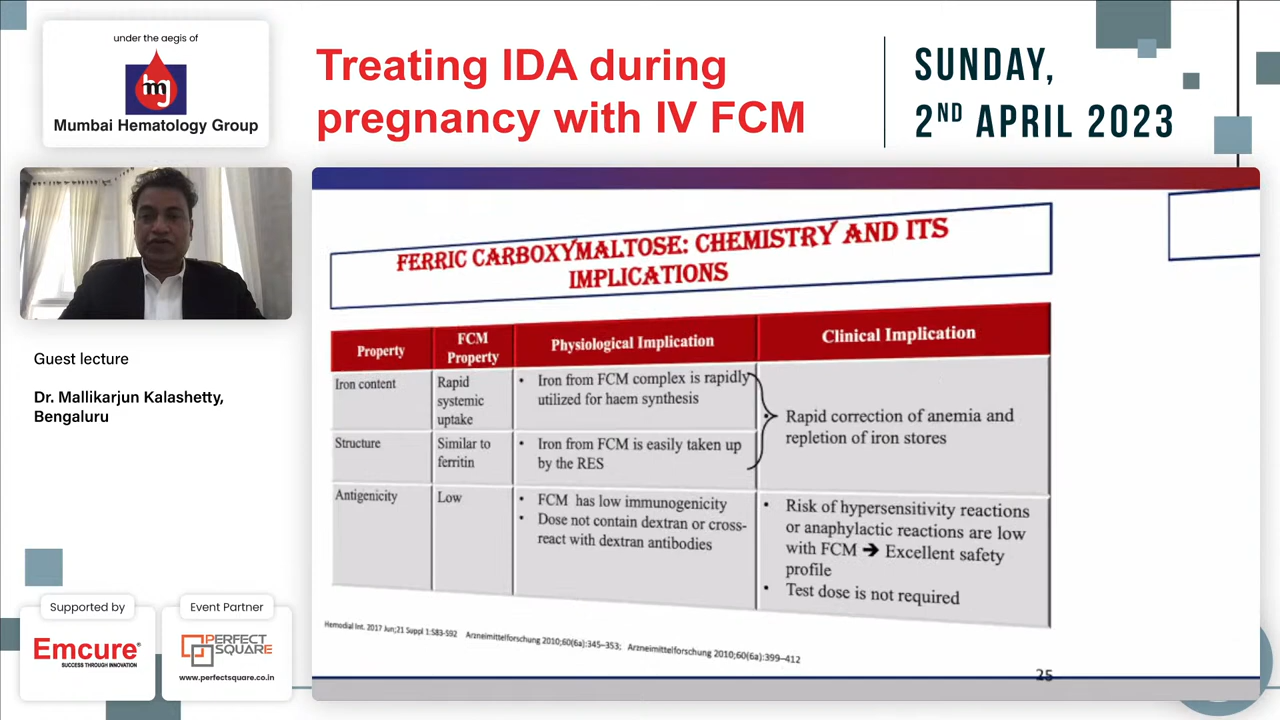 under the aegis of
mg
Mumbai Hematology Group
Treating IDA during
pregnancy with IV FCM
SUNDAY,
2ND APRIL 2023
Guest lecture
Dr. Mallikarjun Kalashetty,
Bengaluru
FERRIC CARBOXYMALTOSE: CHEMISTRY AND ITS
IMPLICATIONS
Property
FCM
Property
Physiological Implication
Clinical Implication
Iron content
Rapid
systemic
uptake
• Iron from FCM complex is rapidly
utilized for haem synthesis
Structure
Similar to
ferritin
• Iron from FCM is easily taken up
by the RES
• Rapid correction of anemia and
repletion of iron stores
Antigenicity
Low
• FCM has low immunogenicity
• Dose not contain dextran or cross-
react with dextran antibodies
• Risk of hypersensitivity reactions
or anaphylactic reactions are low
with FCM ➔ Excellent safety
profile
• Test dose is not required
Hemodial Int. 2017 Jun;21 Suppl 1:S83-S92 Arzneimittelforschung 2010;60(6a):345–353; Arzneimittelforschung 2010;60(6a):399–412
25
Supported by
Emcure®
SUCCESS THROUGH INNOVATION
Event Partner
PERFECT
SQUARE
www.perfectsquare.co.in